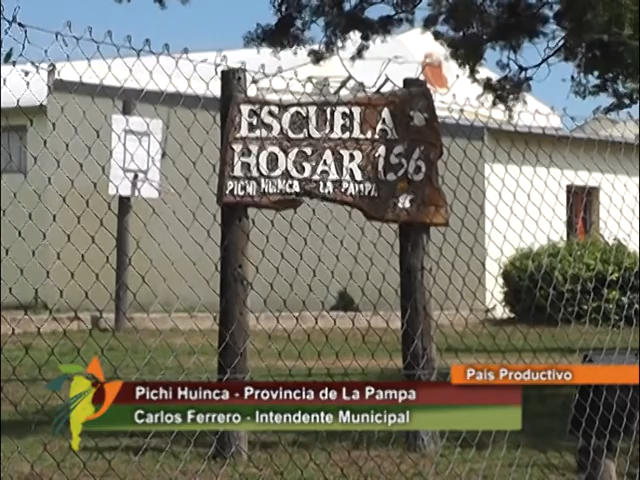 ESCUELA
HOGAR 156
PICHI HUINCA - LA PAMPA
País Productivo
Pichi Huinca - Provincia de La Pampa
Carlos Ferrero - Intendente Municipal